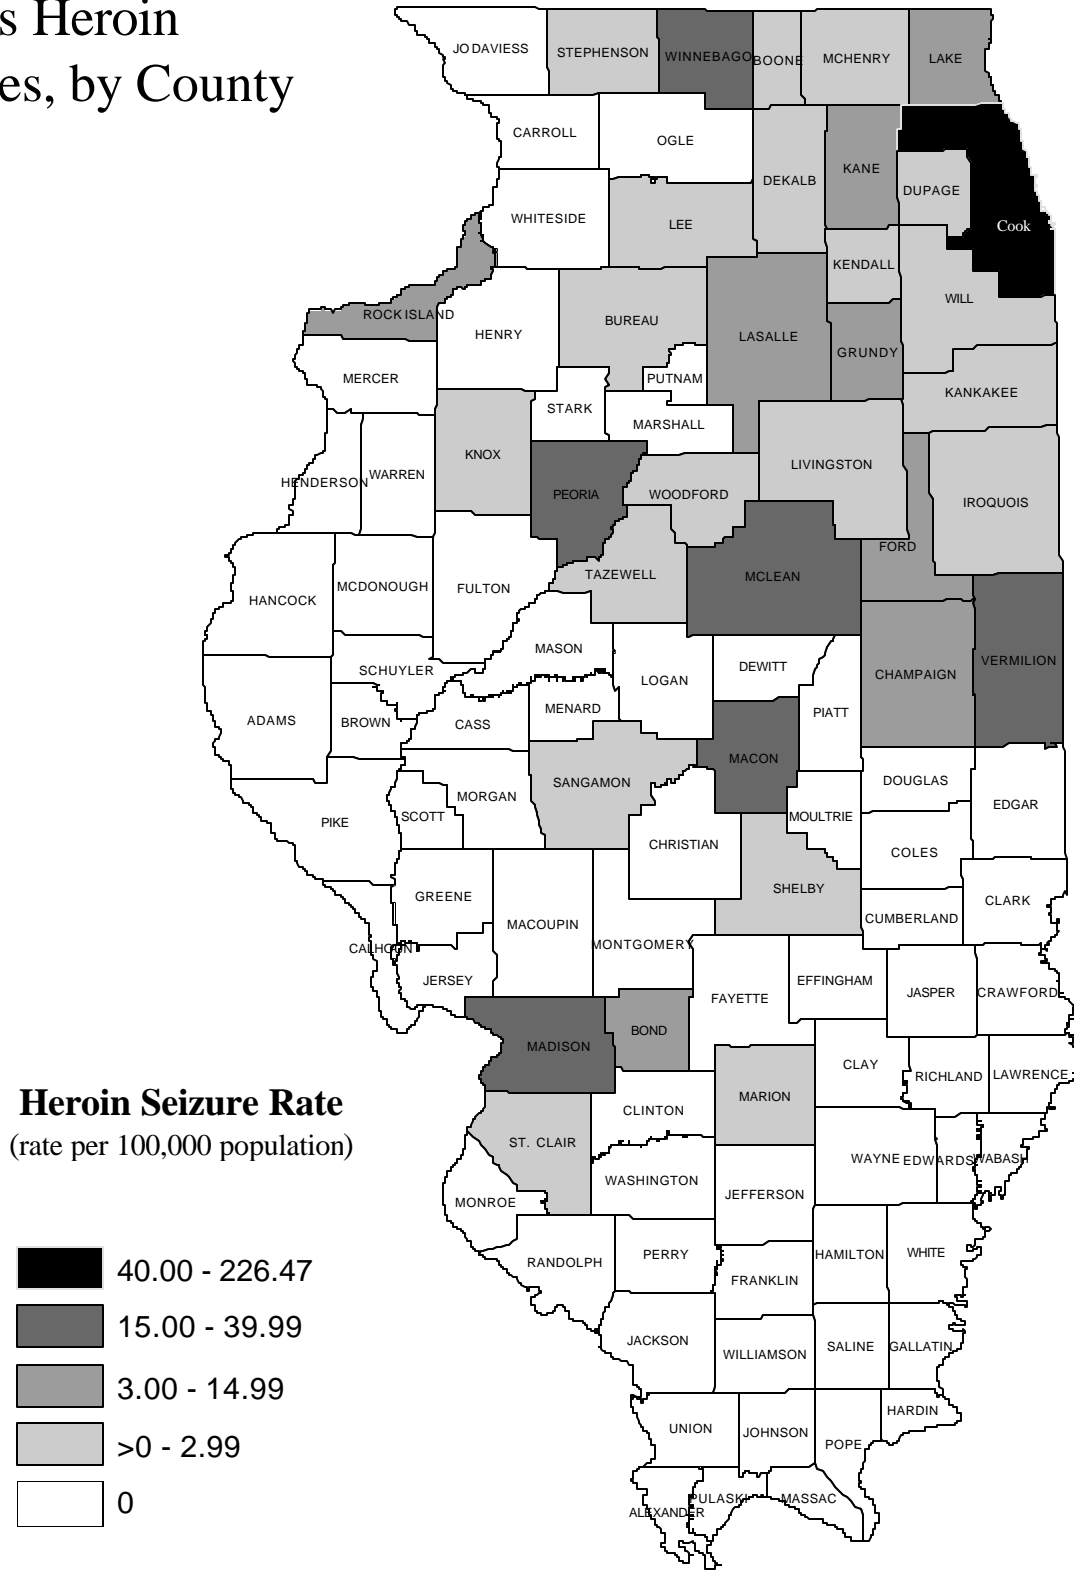 s Heroin
es, by County
JO DAVIESS
STEPHENSON
WINNEBAGO
BOONE
MCHENRY
LAKE
CARROLL
OGLE
DEKALB
KANE
DUPAGE
Cook
WHITESIDE
LEE
KENDALL
WILL
ROCK ISLAND
HENRY
BUREAU
LASALLE
GRUNDY
MERCER
PUTNAM
KANKAKEE
STARK
MARSHALL
KNOX
HENDERSON
WARREN
PEORIA
WOODFORD
LIVINGSTON
IROQUOIS
FORD
HANCOCK
MCDONOUGH
FULTON
TAZEWELL
MCLEAN
MASON
SCHUYLER
LOGAN
DEWITT
CHAMPAIGN
VERMILION
ADAMS
BROWN
CASS
MENARD
PIATT
MACON
SANGAMON
DOUGLAS
EDGAR
PIKE
SCOTT
MORGAN
MOULTRIE
CHRISTIAN
COLES
SHELBY
GREENE
CLARK
CUMBERLAND
MACOUPIN
MONTGOMERY
CALHOUN
JERSEY
EFFINGHAM
FAYETTE
JASPER
CRAWFORD
MADISON
BOND
CLAY
RICHLAND
LAWRENCE
MARION
CLINTON
ST. CLAIR
WAYNE
EDWARDS
WABASH
WASHINGTON
JEFFERSON
MONROE
RANDOLPH
PERRY
HAMILTON
WHITE
FRANKLIN
JACKSON
WILLIAMSON
SALINE
GALLATIN
HARDIN
UNION
JOHNSON
POPE
ALEXANDER
PULASKI
MASSAC
Heroin Seizure Rate
(rate per 100,000 population)
40.00 - 226.47
15.00 - 39.99
3.00 - 14.99
>0 - 2.99
0